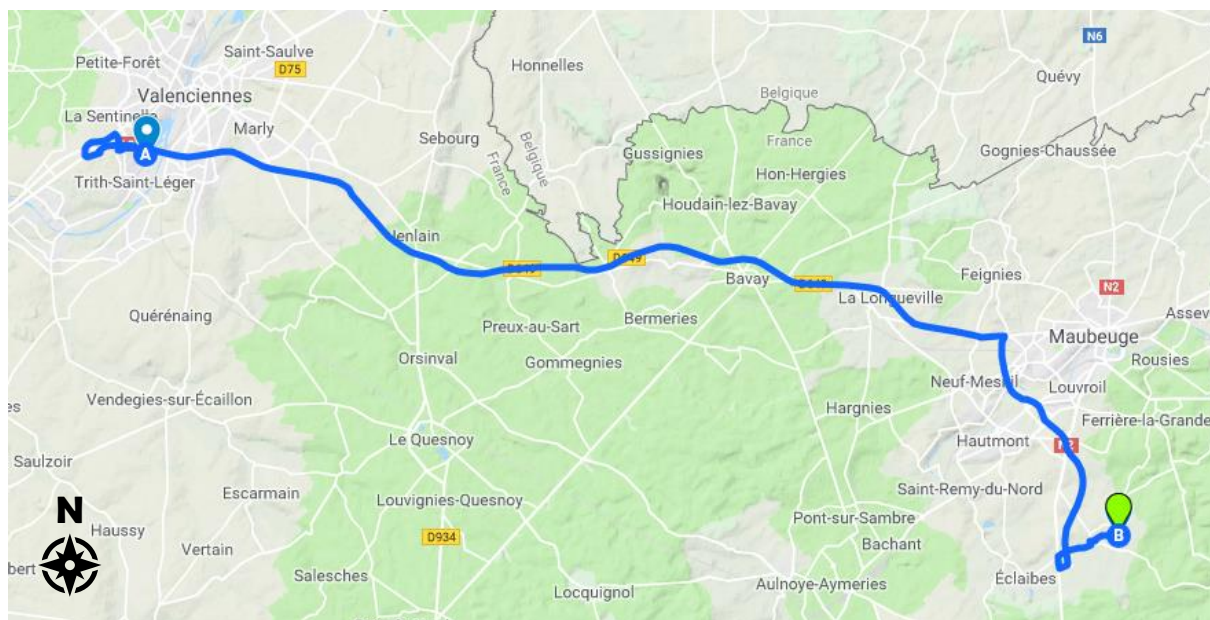 Saint-Saulve
N6
Petite-Forêt
D75
Honnelles
Quévy
Valenciennes
Belgique
La Sentinelle
Marly
Sebourg
Belgique
France
Gussignies
France
Gognies-Chaussée
A
Hon-Hergies
Trith-Saint-Léger
Houdain-lez-Bavay
Jenlain
D649
Bavay
Feignies
N2
La Longueville
Quérénaing
Preux-au-Sart
Bermeries
Maubeuge
Assev
Orsinval
Gommegnies
Rousies
Neuf-Mesnil
Louvroil
Vendegies-sur-Écaillon
Hargnies
Ferrière-la-Grande
Le Quesnoy
Hautmont
N2
Saulzoir
Escarmain
Louvignies-Quesnoy
Saint-Remy-du-Nord
N
Haussy
Pont-sur-Sambre
B
Vertain
D934
Bachant
bert
Salesches
Locquignol
Aulnoye-Aymeries
Éclaibes